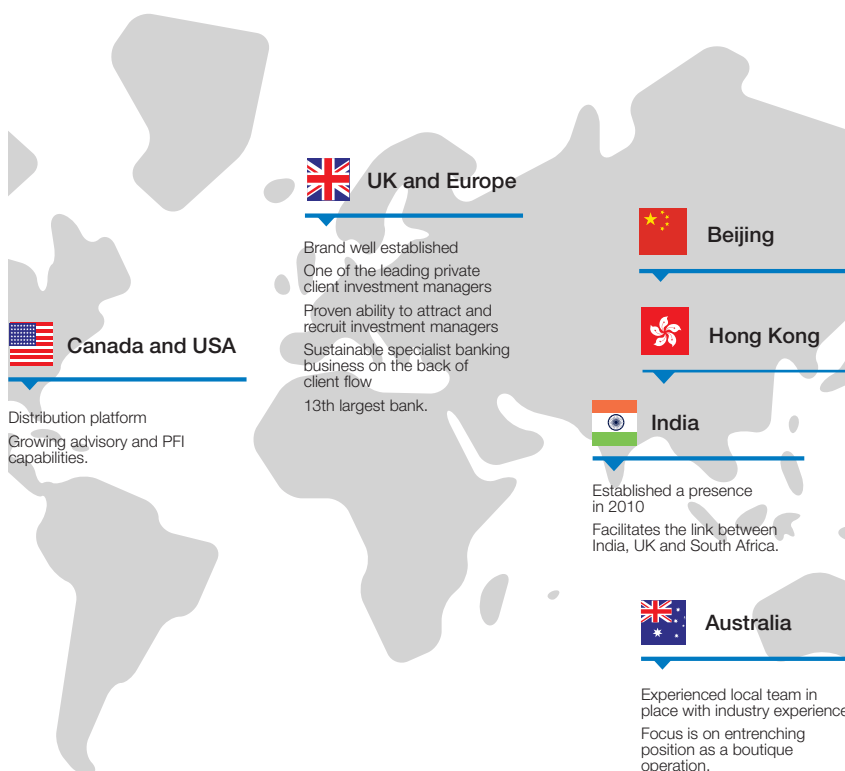 UK and Europe
Brand well established
One of the leading private
client investment managers
Proven ability to attract and
recruit investment managers
Sustainable specialist banking
business on the back of
client flow
13th largest bank.
Canada and USA
Distribution platform
Growing advisory and PFI
capabilities.
Beijing
Hong Kong
India
Established a presence
in 2010
Facilitates the link between
India, UK and South Africa.
Australia
Experienced local team in
place with industry experience
Focus is on entrenching
position as a boutique
operation.